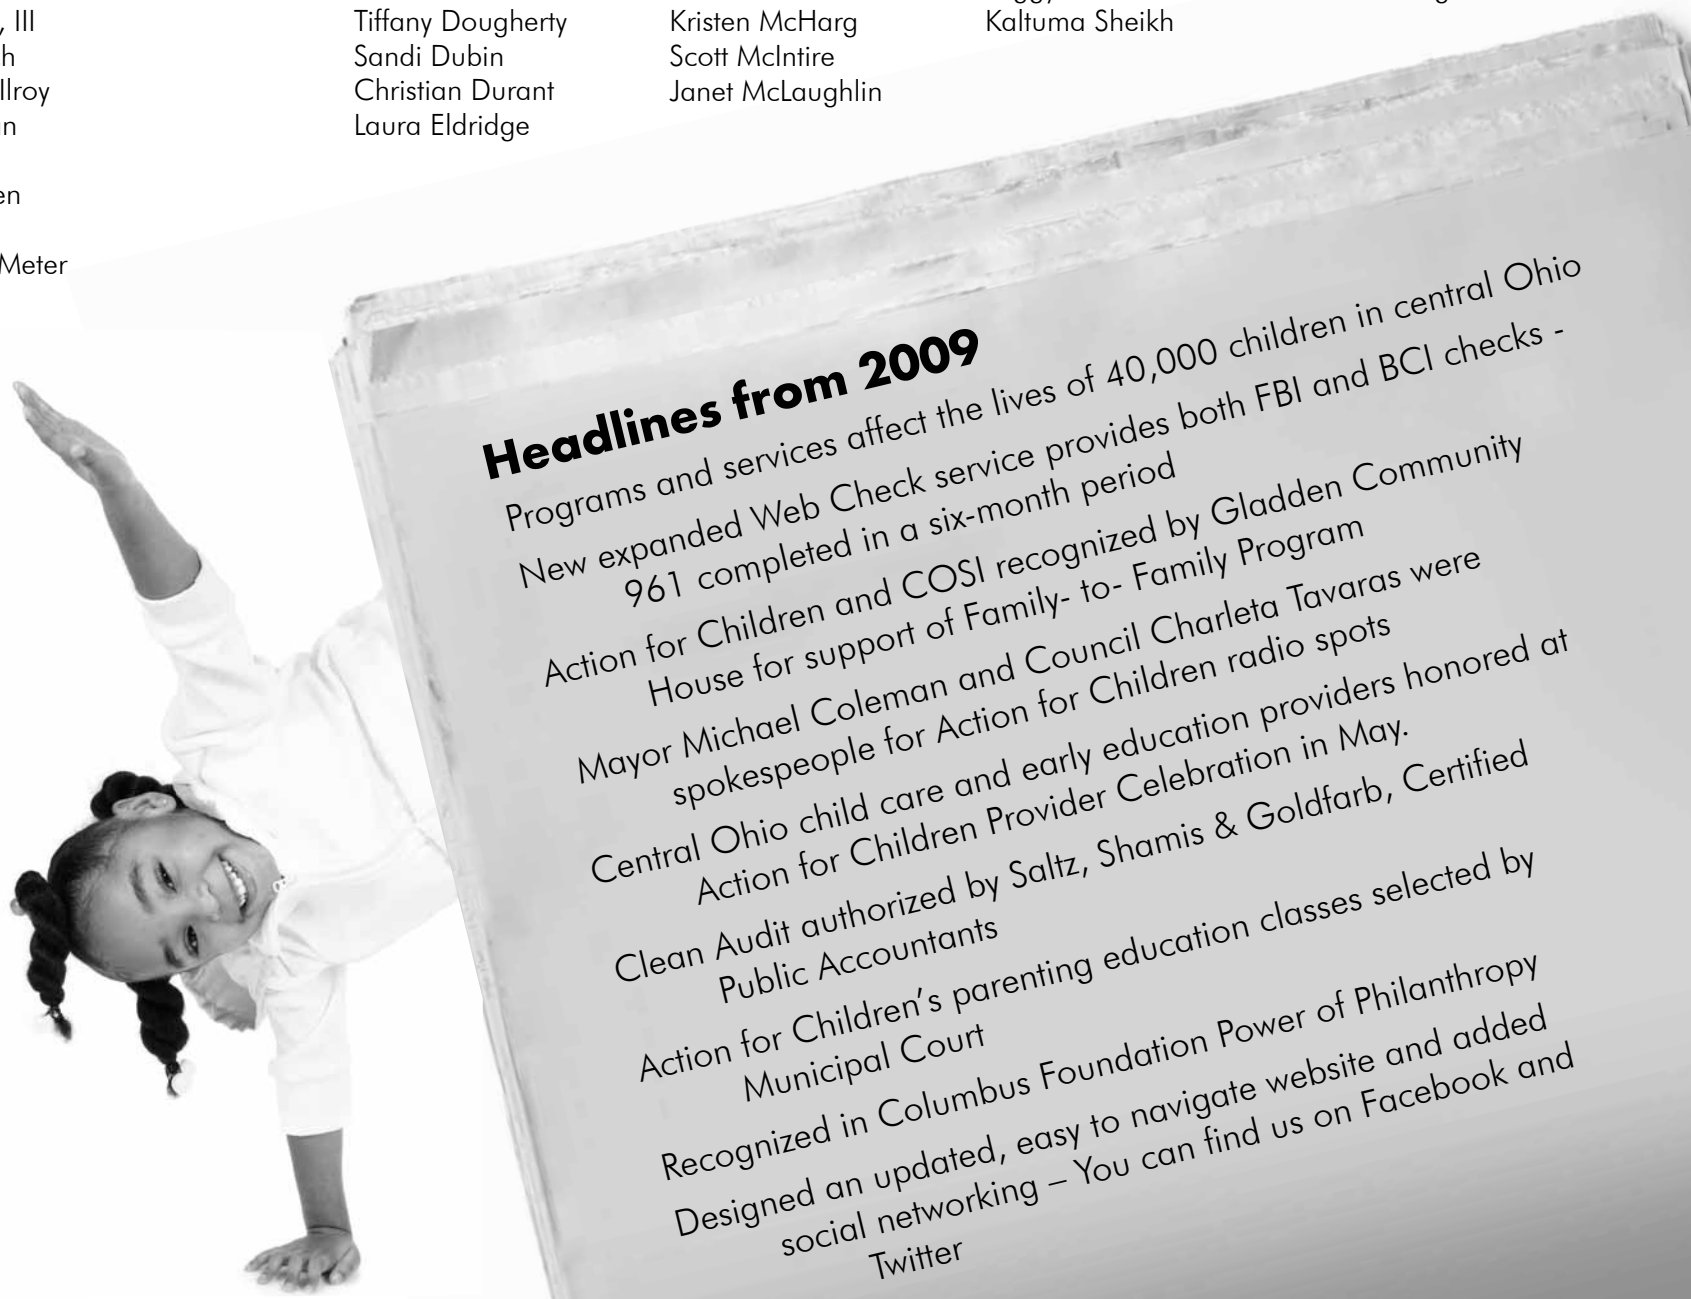 , III
Tiffany Dougherty
Sandi Dubin
Christian Durant
Laura Eldridge
Kristen McHarg
Scott McIntire
Janet McLaughlin
Kaltuma Sheikh
Meter
Headlines from 2009
Programs and services affect the lives of 40,000 children in central Ohio
New expanded Web Check service provides both FBI and BCI checks -
961 completed in a six-month period
Action for Children and COSI recognized by Gladden Community
House for support of Family- to- Family Program
Mayor Michael Coleman and Council Charleta Tavaras were
spokespeople for Action for Children radio spots
Central Ohio child care and early education providers honored at
Action for Children Provider Celebration in May.
Clean Audit authorized by Saltz, Shamis & Goldfarb, Certified
Public Accountants
Action for Children’s parenting education classes selected by
Municipal Court
Recognized in Columbus Foundation Power of Philanthropy
Designed an updated, easy to navigate website and added
social networking – You can find us on Facebook and
Twitter